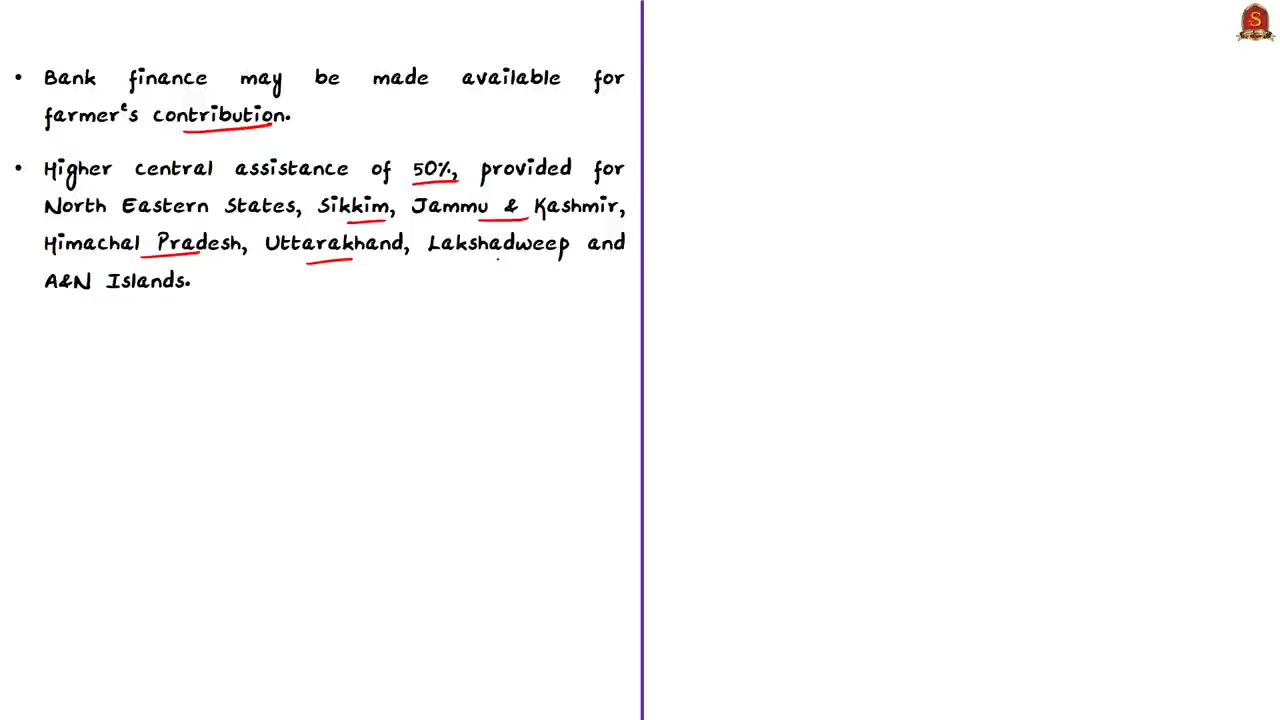 • Bank finance may be made available for
farmer's contribution.
• Higher central assistance of 50%, provided for
North Eastern States, Sikkim, Jammu & Kashmir,
Himachal Pradesh, Uttarakhand, Lakshadweep and
A&N Islands.
S